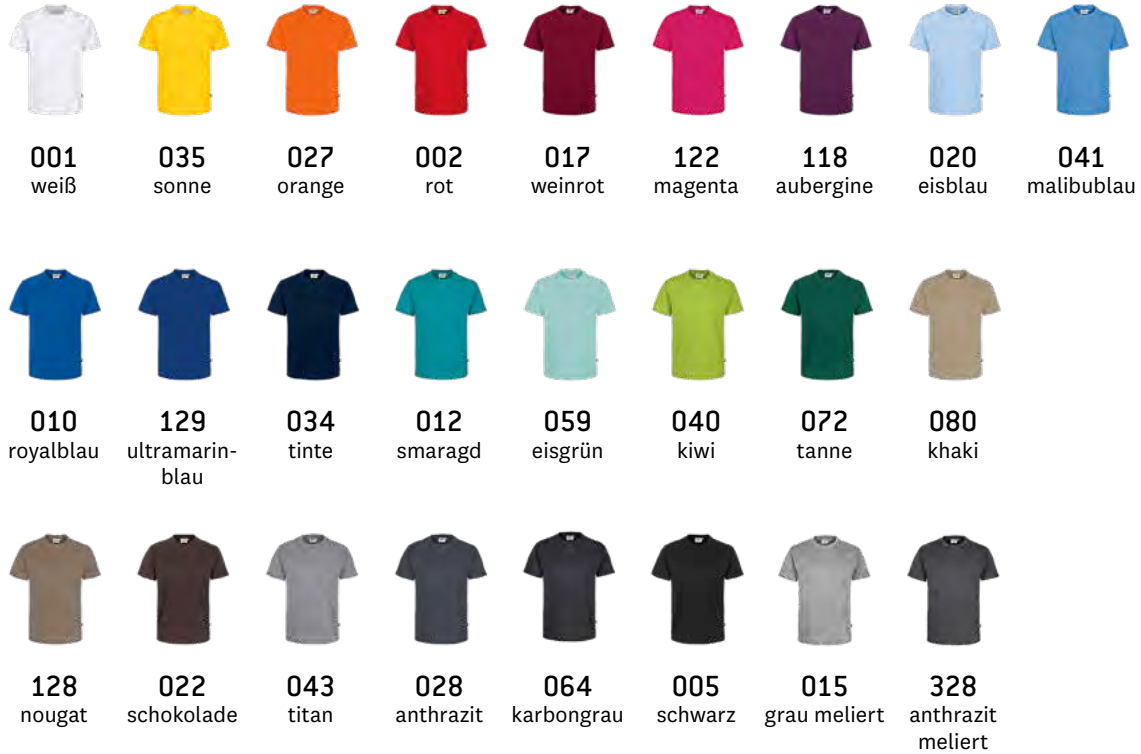 001 035 027 002 017 122 118 020 041
weiß sonne orange rot weinrot magenta aubergine eisblau malibublau
010 129 034 012 059 040 072 080
royalblau ultramarin- tinte smaragd eisgrün kiwi tanne khaki
blau
128 022 043 028 064 005 015 328
nougat schokolade titan anthrazit karbongrau schwarz grau meliert anthrazit
meliert